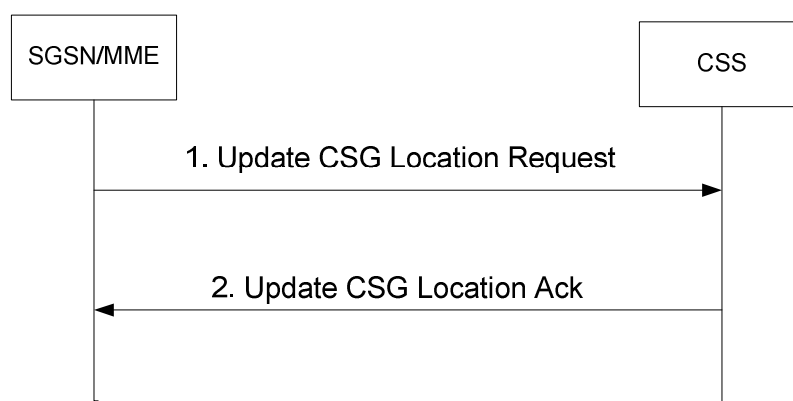 SGSN/MME
CSS
1. Update CSG Location Request
2. Update CSG Location Ack